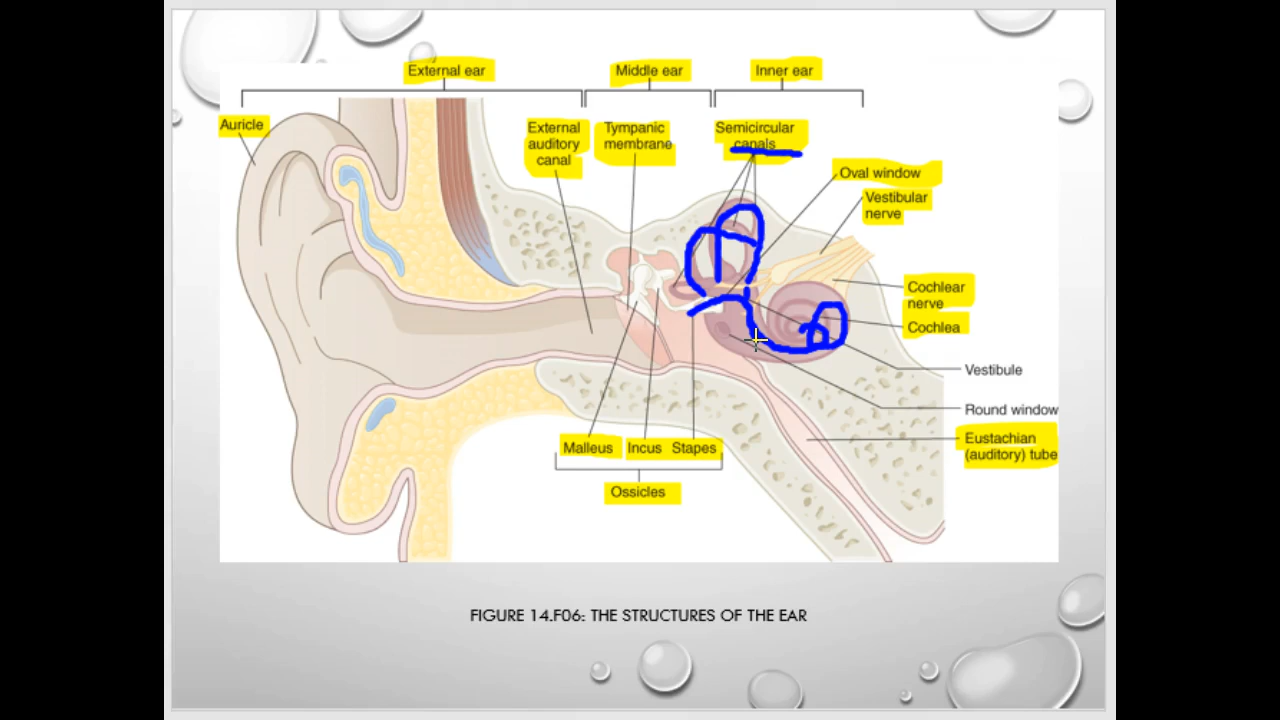 External ear
Middle ear
Inner ear
Auricle
External
auditory
canal
Tympanic
membrane
Semicircular
canals
Oval window
Vestibular
nerve
Cochlear
nerve
Cochlea
Vestibule
Round window
Eustachian
(auditory) tube
Malleus
Incus
Stapes
Ossicles
FIGURE 14.F06: THE STRUCTURES OF THE EAR